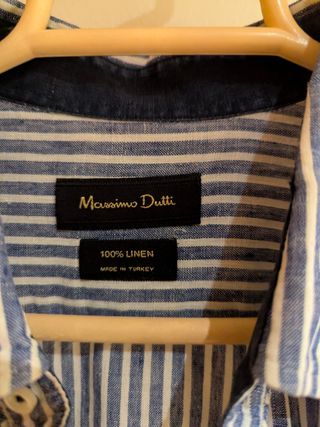 Massimo Dutti
100% LINEN
MADE IN TURKEY